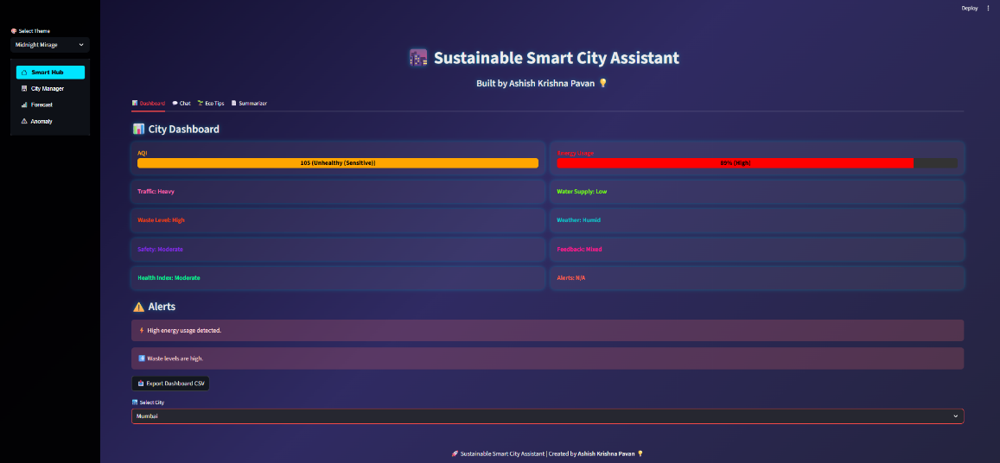 Deploy
Select Theme
Midnight Mirage
Smart Hub
City Manager
Forecast
Anomaly
Sustainable Smart City Assistant
Built by Ashish Krishna Pavan
Dashboard
Chat
Eco Tips
Summarizer
City Dashboard
AQI
105 (Unhealthy (Sensitive))
Energy Usage
89% (High)
Traffic: Heavy
Water Supply: Low
Waste Level: High
Weather: Humid
Safety: Moderate
Feedback: Mixed
Health Index: Moderate
Alerts: N/A
Alerts
High energy usage detected.
Waste levels are high.
Export Dashboard CSV
Select City
Mumbai
Sustainable Smart City Assistant | Created by Ashish Krishna Pavan